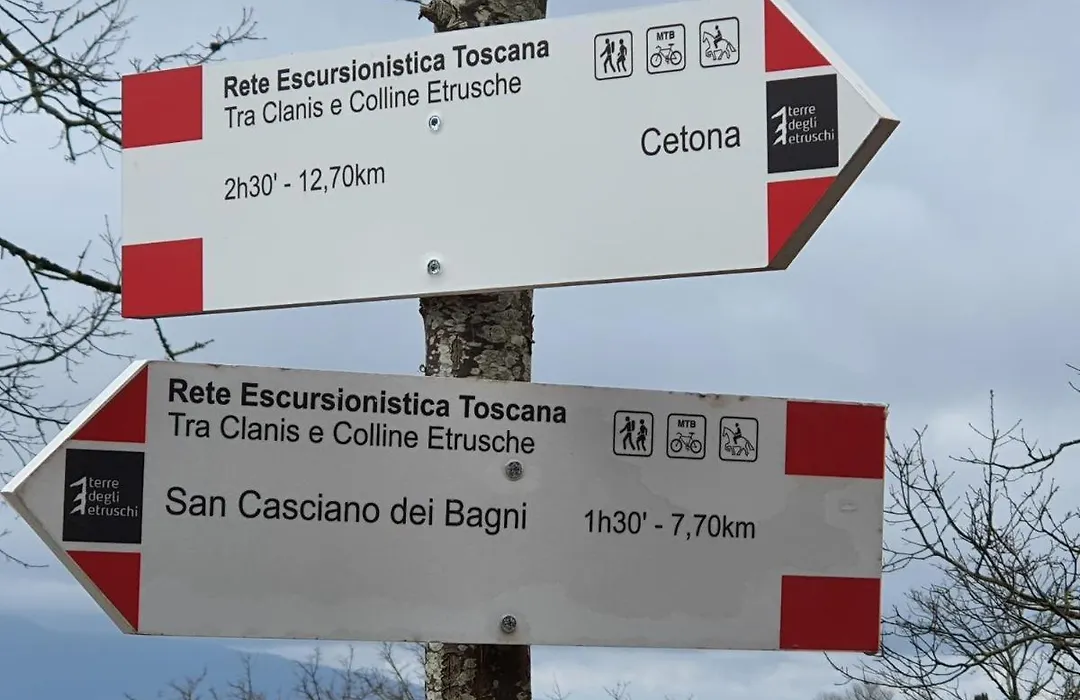 Rete Escursionistica Toscana
Tra Clanis e Colline Etrusche
MTB
Cetona
2h30' - 12,70km
terre
degli
etruschi
Rete Escursionistica Toscana
Tra Clanis e Colline Etrusche
MTB
terre
degli
etruschi
San Casciano dei Bagni 1h30' - 7,70km